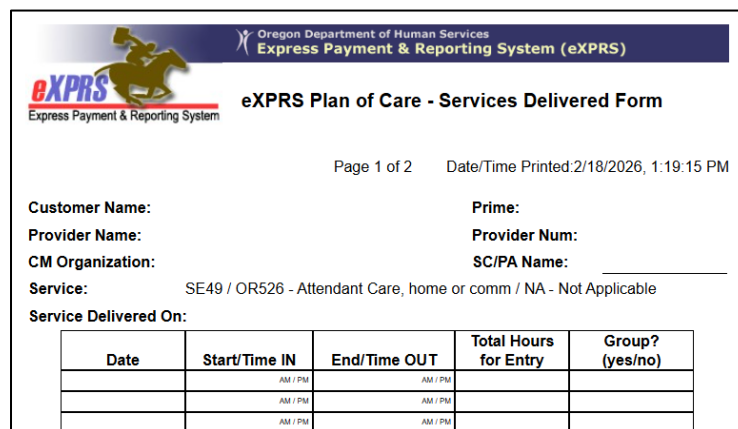 Oregon Department of Human Services
Express Payment & Reporting System (eXPRS)
eXPRS
Express Payment & Reporting System
eXPRS Plan of Care - Services Delivered Form
Page 1 of 2 Date/Time Printed:2/18/2026, 1:19:15 PM
Customer Name: Prime:
Provider Name: Provider Num:
CM Organization: SC/PA Name:
Service: SE49 / OR526 - Attendant Care, home or comm / NA - Not Applicable
Service Delivered On:
Date Start/Time IN End/Time OUT Total Hours for Entry Group? (yes/no)
AM / PM AM / PM
AM / PM AM / PM
AM / PM AM / PM